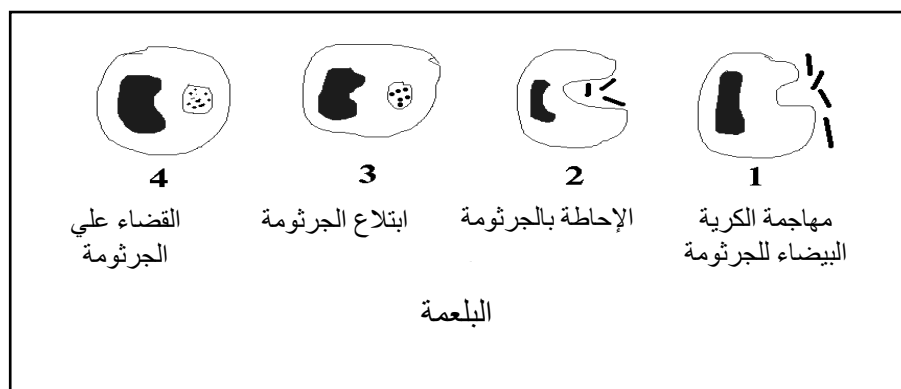 1
2
3
4
مهاجمة الكرية
البيضاء للجرثومة
الإحاطة بالجرثومة
ابتلاع الجرثومة
القضاء علي
الجرثومة
البلعمة